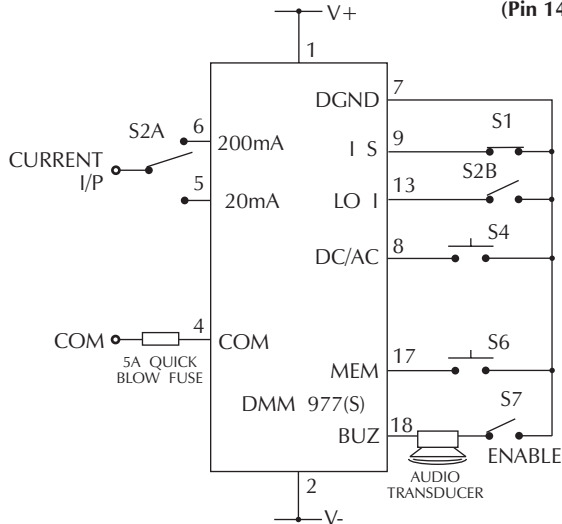 V+
(Pin 14
1
DGND
7
S2A
6
200mA
I S
9
S1
CURRENT
I/P
5
20mA
LO I
13
S2B
DC/AC
8
S4
COM
4
COM
5A QUICK
BLOW FUSE
MEM
17
S6
DMM 977(S)
BUZ
18
S7
ENABLE
AUDIO
TRANSDUCER
2
V-